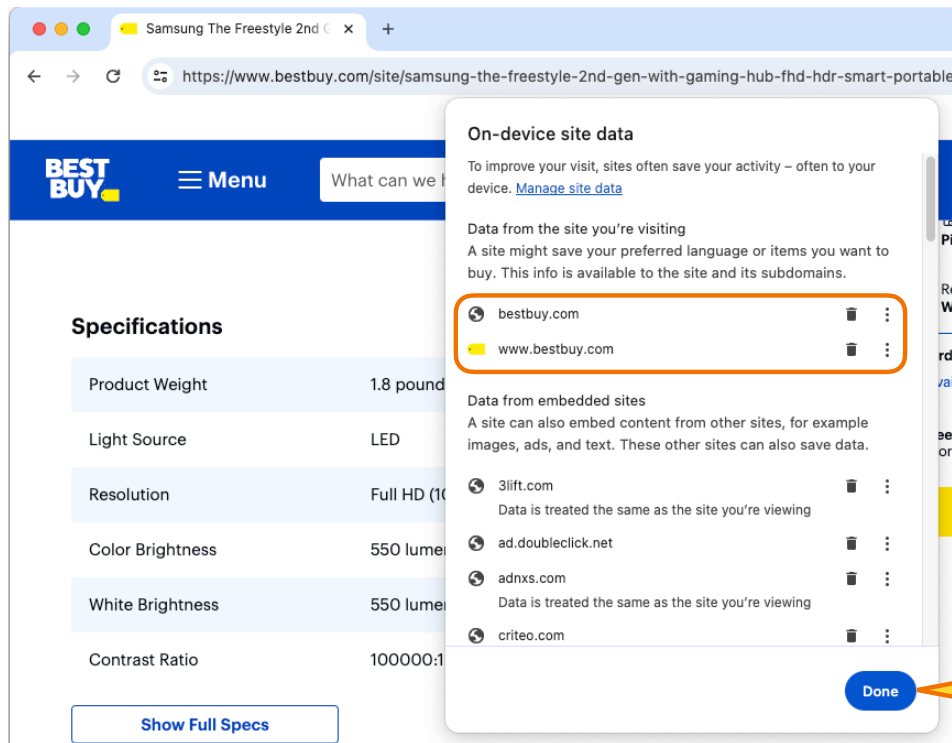 Samsung The Freestyle 2nd G
https://www.bestbuy.com/site/samsung-the-freestyle-2nd-gen-with-gaming-hub-fhd-hdr-smart-portable
BEST
BUY
Menu
What can we h
On-device site data
To improve your visit, sites often save your activity – often to your
device. Manage site data
Data from the site you're visiting
A site might save your preferred language or items you want to
buy. This info is available to the site and its subdomains.
bestbuy.com
www.bestbuy.com
Data from embedded sites
A site can also embed content from other sites, for example
images, ads, and text. These other sites can also save data.
3lift.com
Data is treated the same as the site you're viewing
ad.doubleclick.net
adnxs.com
Data is treated the same as the site you're viewing
criteo.com
Done
Specifications
Product Weight 1.8 pound
Light Source LED
Resolution Full HD (10
Color Brightness 550 lume
White Brightness 550 lume
Contrast Ratio 100000:1
Show Full Specs